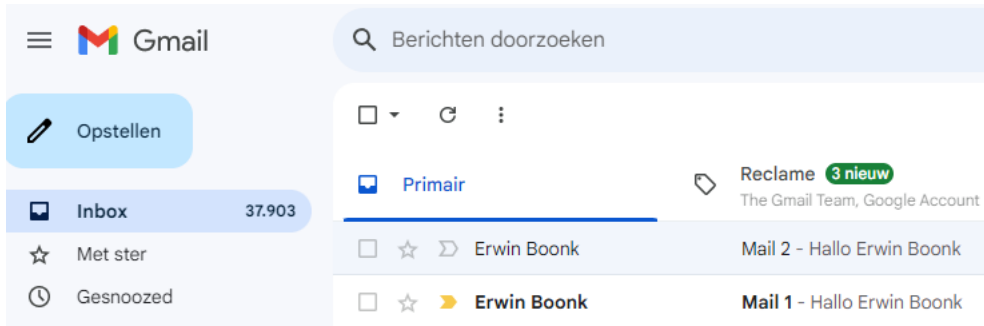 Gmail
Berichten doorzoeken
Opstellen
Primair
Reclame 3 nieuw
The Gmail Team, Google Account
Inbox 37.903
Met ster
Gesnoozed
Erwin Boonk Mail 2 - Hallo Erwin Boonk
Erwin Boonk Mail 1 - Hallo Erwin Boonk